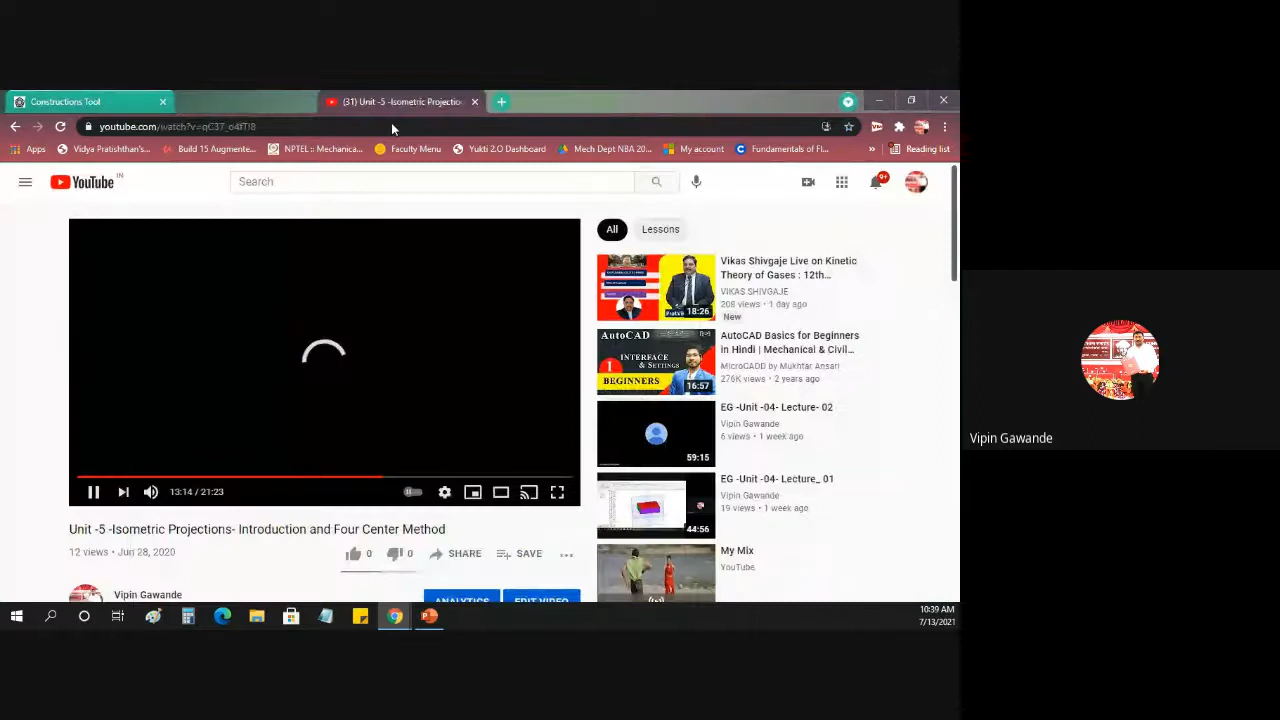 Constructions Tool
(31) Unit -5 -Isometric Projectio
youtube.com/watch?v=qC37_o4fTI8
Apps
Vidya Pratishthan's...
Build 15 Augmente...
NPTEL :: Mechanica...
Faculty Menu
Yukti 2.O Dashboard
Mech Dept NBA 20...
My account
Fundamentals of Fl...
»
Reading list
YouTube IN
Search
9+
All
Lessons
18:26
Vikas Shivgaje Live on Kinetic
Theory of Gases : 12th...
VIKAS SHIVGAJE
208 views • 1 day ago
New
AutoCAD
INTERFACE
& SETTINGS
1
BEGINNERS
16:57
AutoCAD Basics for Beginners
in Hindi | Mechanical & Civil...
MicroCADD by Mukhtar Ansari
276K views • 2 years ago
59:15
EG -Unit -04- Lecture- 02
Vipin Gawande
6 views • 1 week ago
44:56
EG -Unit -04- Lecture_ 01
Vipin Gawande
19 views • 1 week ago
My Mix
YouTube
13:14 / 21:23
Unit -5 -Isometric Projections- Introduction and Four Center Method
12 views • Jun 28, 2020
0
0
SHARE
SAVE
Vipin Gawande
ANALYTICS
EDIT VIDEO
10:39 AM
7/13/2021
Vipin Gawande